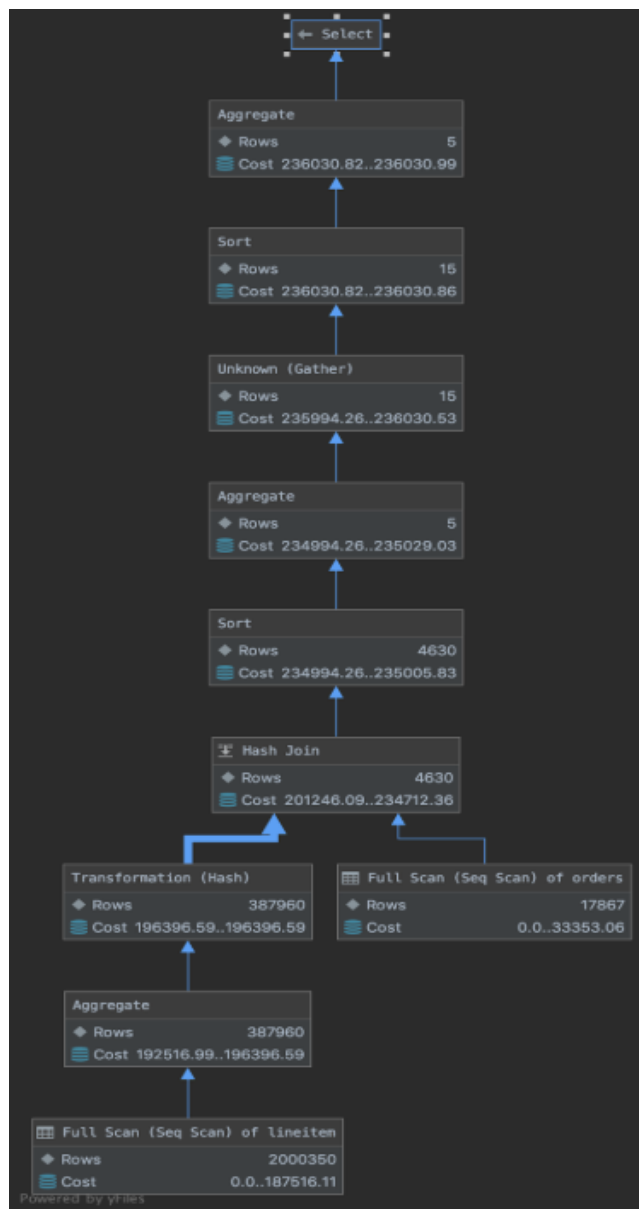 ← Select
Aggregate
Rows 5
Cost 236030.82..236030.99
Sort
Rows 15
Cost 236030.82..236030.86
Unknown (Gather)
Rows 15
Cost 235994.26..236030.53
Aggregate
Rows 5
Cost 234994.26..235029.03
Sort
Rows 4630
Cost 234994.26..235005.83
Hash Join
Rows 4630
Cost 201246.09..234712.36
Transformation (Hash)
Rows 387960
Cost 196396.59..196396.59
Full Scan (Seq Scan) of orders
Rows 17867
Cost 0.0..33353.06
Aggregate
Rows 387960
Cost 192516.99..196396.59
Full Scan (Seq Scan) of lineitem
Rows 2000350
Cost 0.0..187516.11
Powered by yFiles